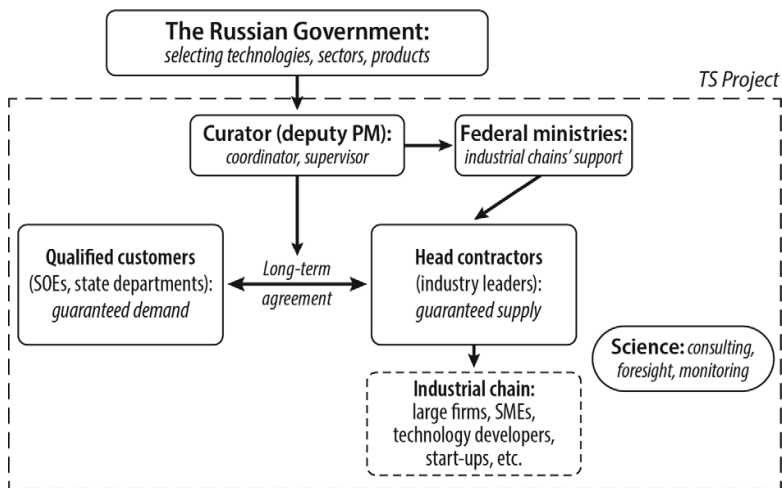 The Russian Government:
selecting technologies, sectors, products
TS Project
Curator (deputy PM):
coordinator, supervisor
Federal ministries:
industrial chains' support
Qualified customers
(SOEs, state departments):
guaranteed demand
Long-term
agreement
Head contractors
(industry leaders):
guaranteed supply
Science: consulting,
foresight, monitoring
Industrial chain:
large firms, SMEs,
technology developers,
start-ups, etc.